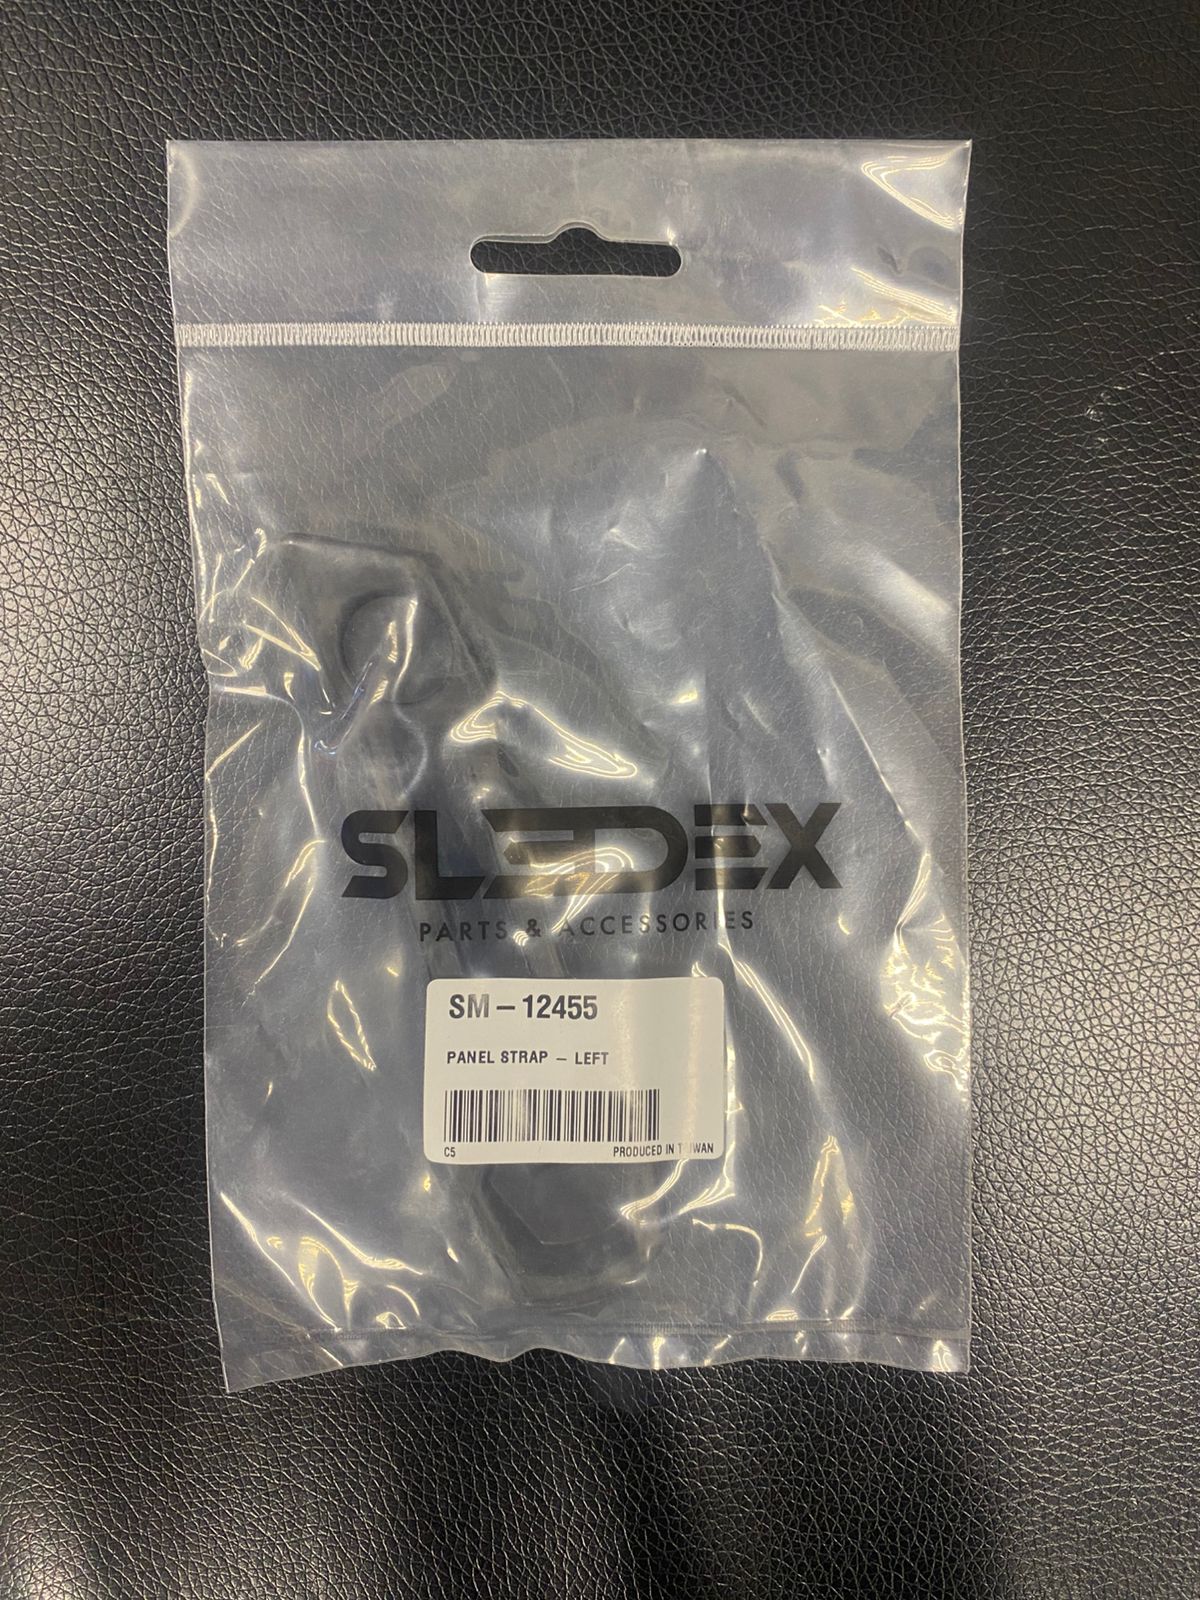 SLEDEX
PARTS & ACCESSORIES
SM-12455
PANEL STRAP - LEFT
C5 PRODUCED IN TAIWAN